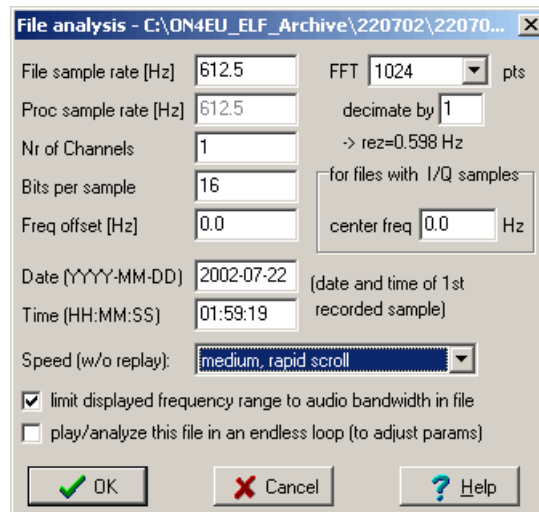 File analysis - C:\ON4EU_ELF_Archive\220702\22070...
File sample rate [Hz] 612.5 FFT 1024 pts
Proc sample rate [Hz] 612.5 decimate by 1
-> rez=0.598 Hz
Nr of Channels 1
for files with I/Q samples
Bits per sample 16
Freq offset [Hz] 0.0 center freq 0.0 Hz
Date (YYYY-MM-DD) 2002-07-22 (date and time of 1st
Time (HH:MM:SS) 01:59:19 recorded sample)
Speed (w/o replay): medium, rapid scroll
limit displayed frequency range to audio bandwidth in file
play/analyze this file in an endless loop (to adjust params)
OK Cancel Help